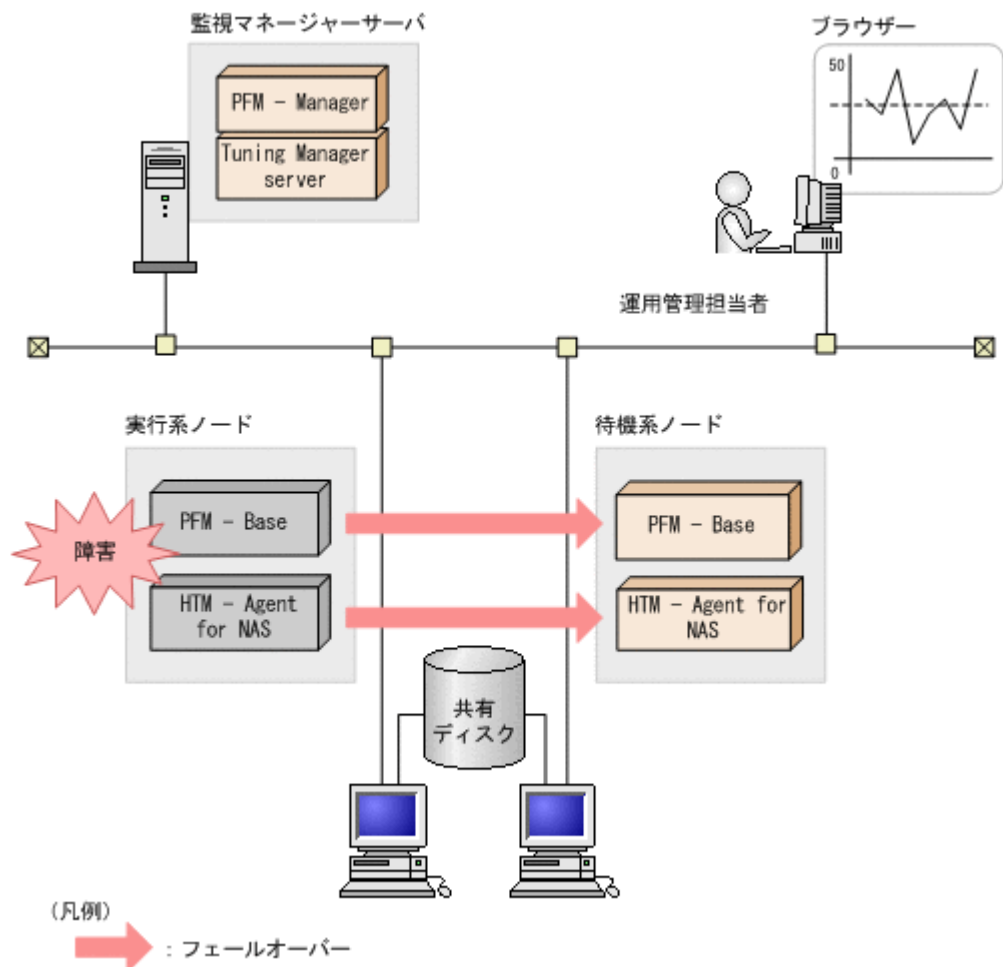 監視マネージャーサーバ
PFM - Manager
Tuning Manager
server
ブラウザー
50
0
運用管理担当者
実行系ノード
PFM - Base
障害
HTM - Agent
for NAS
待機系ノード
PFM - Base
HTM - Agent for
NAS
共有
ディスク
(凡例)
: フェールオーバー